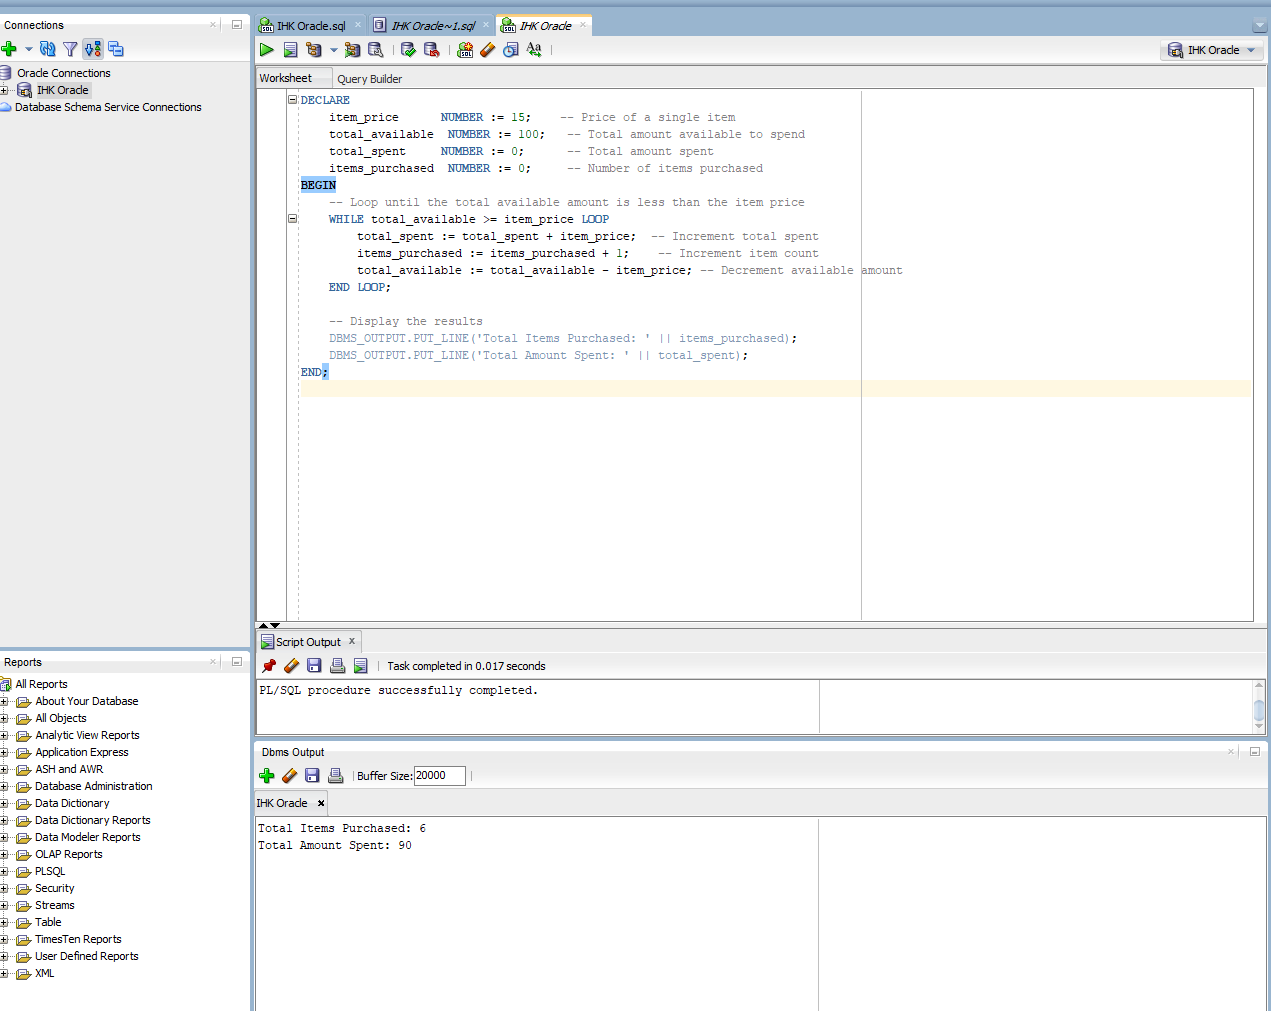 Connections
Oracle Connections
IHK Oracle
Database Schema Service Connections
Reports
All Reports
About Your Database
All Objects
Analytic View Reports
Application Express
ASH and AWR
Database Administration
Data Dictionary
Data Dictionary Reports
Data Modeler Reports
OLAP Reports
PLSQL
Security
Streams
Table
TimesTen Reports
User Defined Reports
XML
IHK Oracle.sql
IHK Oracle~1.sql
IHK Oracle
IHK Oracle
Worksheet Query Builder
DECLARE
    item_price      NUMBER := 15;    -- Price of a single item
    total_available  NUMBER := 100;   -- Total amount available to spend
    total_spent     NUMBER := 0;      -- Total amount spent
    items_purchased  NUMBER := 0;     -- Number of items purchased
BEGIN
    -- Loop until the total available amount is less than the item price
    WHILE total_available >= item_price LOOP
        total_spent := total_spent + item_price;  -- Increment total spent
        items_purchased := items_purchased + 1;    -- Increment item count
        total_available := total_available - item_price; -- Decrement available amount
    END LOOP;
    -- Display the results
    DBMS_OUTPUT.PUT_LINE('Total Items Purchased: ' || items_purchased);
    DBMS_OUTPUT.PUT_LINE('Total Amount Spent: ' || total_spent);
END;
Script Output
Task completed in 0.017 seconds
PL/SQL procedure successfully completed.
Dbms Output
Buffer Size: 20000
IHK Oracle
Total Items Purchased: 6
Total Amount Spent: 90